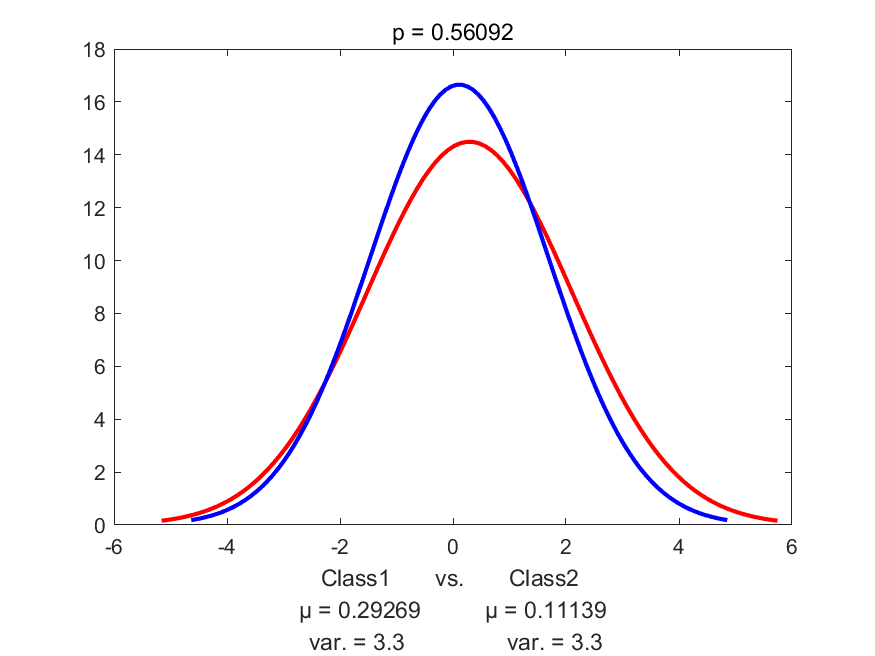 p = 0.56092
18
16
14
12
10
8
6
4
2
0
-6 -4 -2 0 2 4 6
Class1 vs. Class2
µ = 0.29269 µ = 0.11139
var. = 3.3 var. = 3.3